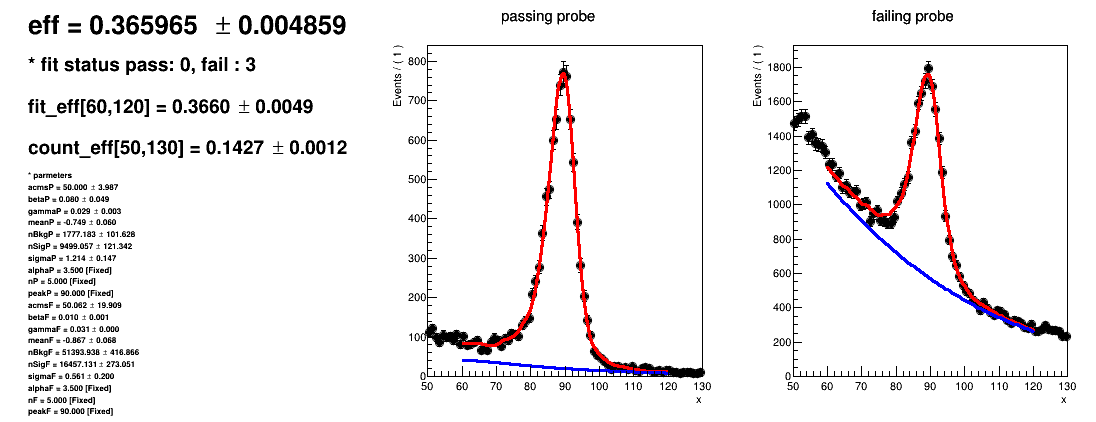 eff = 0.365965 ± 0.004859
* fit status pass: 0, fail : 3
fit_eff[60,120] = 0.3660 ± 0.0049
count_eff[50,130] = 0.1427 ± 0.0012
* parmeters
acmsP = 50.000 ± 3.987
betaP = 0.080 ± 0.049
gammaP = 0.029 ± 0.003
meanP = -0.749 ± 0.060
nBkgP = 1777.183 ± 101.628
nSigP = 9499.057 ± 121.342
sigmaP = 1.214 ± 0.147
alphaP = 3.500 [Fixed]
nP = 5.000 [Fixed]
peakP = 90.000 [Fixed]
acmsF = 50.062 ± 19.909
betaF = 0.010 ± 0.001
gammaF = 0.031 ± 0.000
meanF = -0.867 ± 0.068
nBkgF = 51393.938 ± 416.866
nSigF = 16457.131 ± 273.051
sigmaF = 0.561 ± 0.200
alphaF = 3.500 [Fixed]
nF = 5.000 [Fixed]
peakF = 90.000 [Fixed]
passing probe
Events / ( 1 )
800
700
600
500
400
300
200
100
0
50 60 70 80 90 100 110 120 130
x
failing probe
Events / ( 1 )
1800
1600
1400
1200
1000
800
600
400
200
0
50 60 70 80 90 100 110 120 130
x